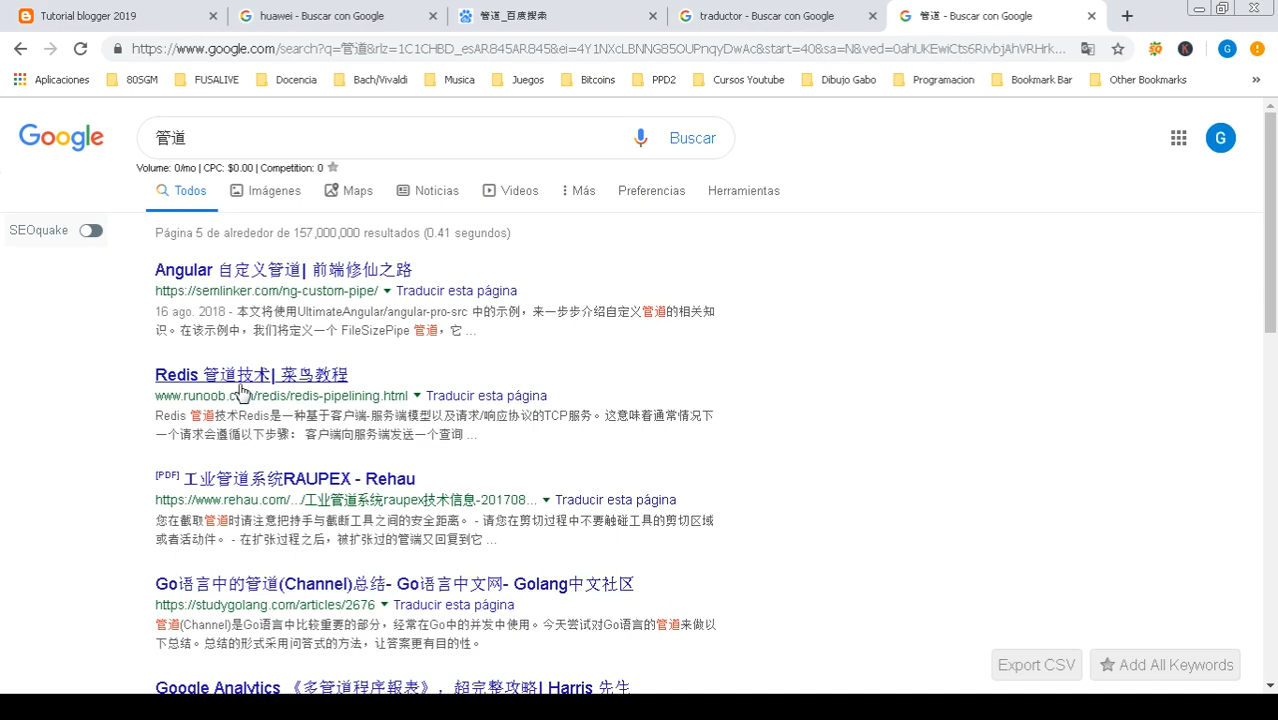 Tutorial blogger 2019
huawei - Buscar con Google
管道_百度搜索
traductor - Buscar con Google
管道 - Buscar con Google
https://www.google.com/search?q=管道&rlz=1C1CHBD_esAR845AR845&ei=4Y1NXcLBNNG85OUPnqyDwAc&start=40&sa=N&ved=0ahUKEwiCts6RivbjAhVRHrk...
Aplicaciones
80SGM
FUSALIVE
Docencia
Bach/Vivaldi
Musica
Juegos
Bitcoins
PPD2
Cursos Youtube
Dibujo Gabo
Programacion
Bookmark Bar
Other Bookmarks
Google
管道
Buscar
G
Volume: 0/mo | CPC: $0.00 | Competition: 0
Todos
Imágenes
Maps
Noticias
Videos
Más
Preferencias
Herramientas
SEOquake
Página 5 de alrededor de 157,000,000 resultados (0.41 segundos)
Angular 自定义管道| 前端修仙之路
https://semlinker.com/ng-custom-pipe/ Traducir esta página
16 ago. 2018 - 本文将使用UltimateAngular/angular-pro-src 中的示例，来一步步介绍自定义管道的相关知
识。在该示例中，我们将定义一个 FileSizePipe 管道，它 ...
Redis 管道技术| 菜鸟教程
/redis/redis-pipelining.html Traducir esta página
Redis 管道技术Redis是一种基于客户端-服务端模型以及请求/响应协议的TCP服务。这意味着通常情况下
一个请求会遵循以下步骤： 客户端向服务端发送一个查询 ...
[PDF] 工业管道系统RAUPEX - Rehau
https://www.rehau.com/.../工业管道系统raupex技术信息-201708... Traducir esta página
您在截取管道时请注意把持手与截断工具之间的安全距离。 - 请您在剪切过程中不要触碰工具的剪切区域
或者活动件。 - 在扩张过程之后，被扩张过的管端又回复到它 ...
Go语言中的管道(Channel)总结- Go语言中文网- Golang中文社区
https://studygolang.com/articles/2676 Traducir esta página
管道(Channel)是Go语言中比较重要的部分，经常在Go中的并发中使用。今天尝试对Go语言的管道来做以
下总结。总结的形式采用问答式的方法，让答案更有目的性。
Export CSV
Add All Keywords
Google Analytics 《多管道程序報表》，超完整攻略| Harris 先生